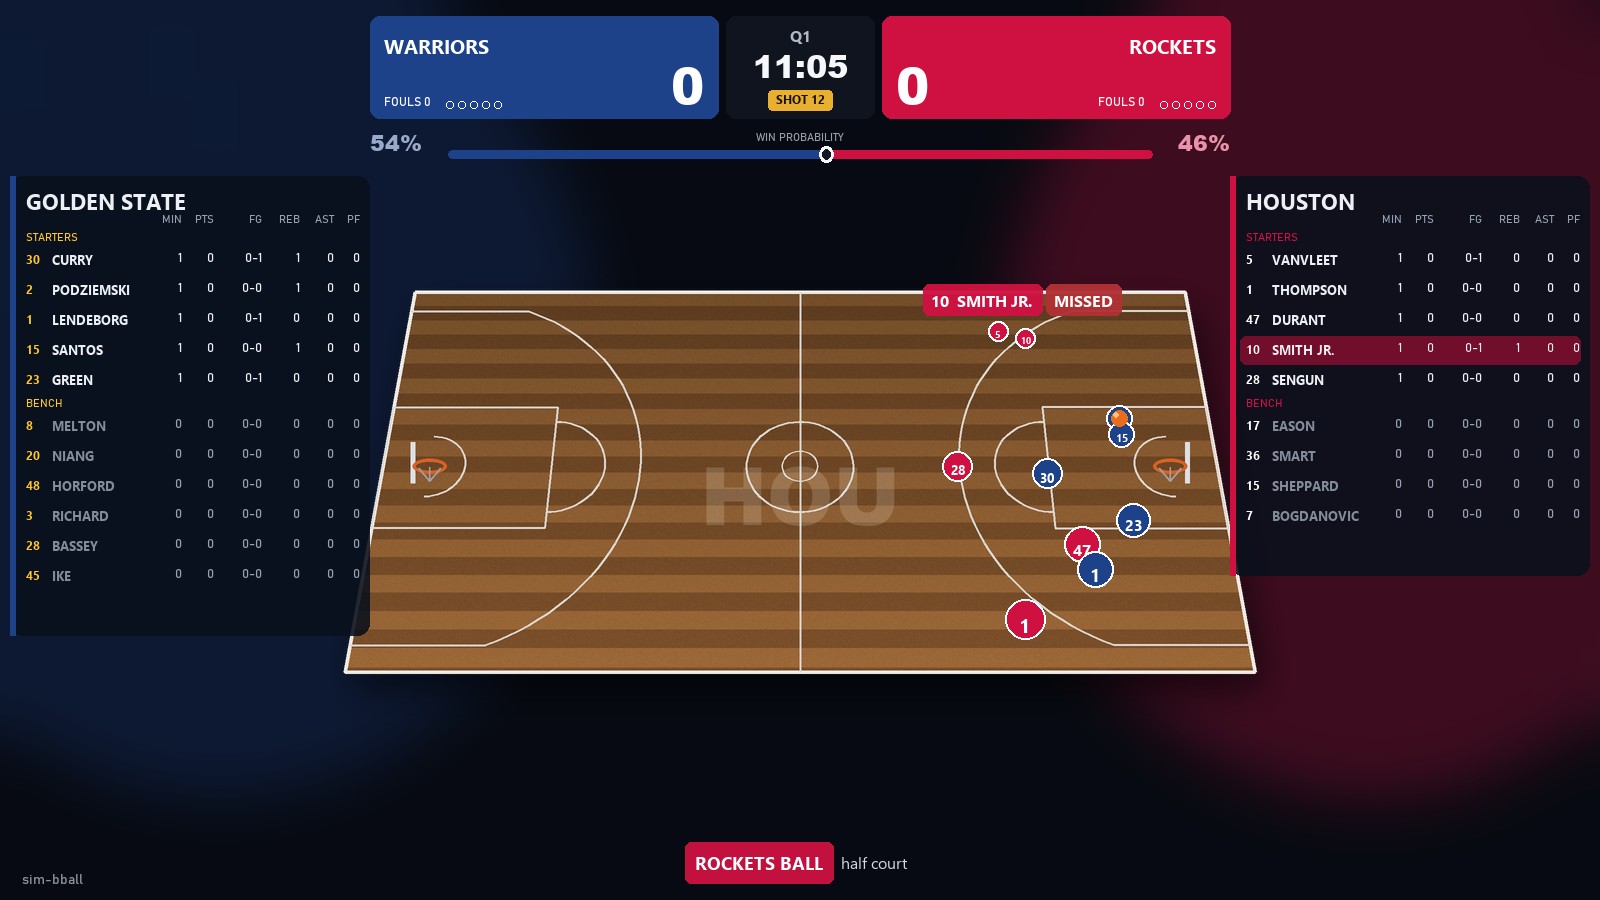 WARRIORS
0
FOULS 0
Q1
11:05
SHOT 12
ROCKETS
0
FOULS 0
54%
WIN PROBABILITY
46%
GOLDEN STATE
MIN PTS FG REB AST PF
STARTERS
30 CURRY 1 0 0-1 1 0 0
2 PODZIEMSKI 1 0 0-0 1 0 0
1 LENDEBORG 1 0 0-1 0 0 0
15 SANTOS 1 0 0-0 1 0 0
23 GREEN 1 0 0-1 0 0 0
BENCH
8 MELTON 0 0 0-0 0 0 0
20 NIANG 0 0 0-0 0 0 0
48 HORFORD 0 0 0-0 0 0 0
3 RICHARD 0 0 0-0 0 0 0
28 BASSEY 0 0 0-0 0 0 0
45 IKE 0 0 0-0 0 0 0
10 SMITH JR. MISSED
5
10
15
28
HOU
30
23
47
1
1
HOUSTON
MIN PTS FG REB AST PF
STARTERS
5 VANVLEET 1 0 0-1 0 0 0
1 THOMPSON 1 0 0-0 0 0 0
47 DURANT 1 0 0-0 0 0 0
10 SMITH JR. 1 0 0-1 1 0 0
28 SENGUN 1 0 0-0 0 0 0
BENCH
17 EASON 0 0 0-0 0 0 0
36 SMART 0 0 0-0 0 0 0
15 SHEPPARD 0 0 0-0 0 0 0
7 BOGDANOVIC 0 0 0-0 0 0 0
ROCKETS BALL half court
sim-bball